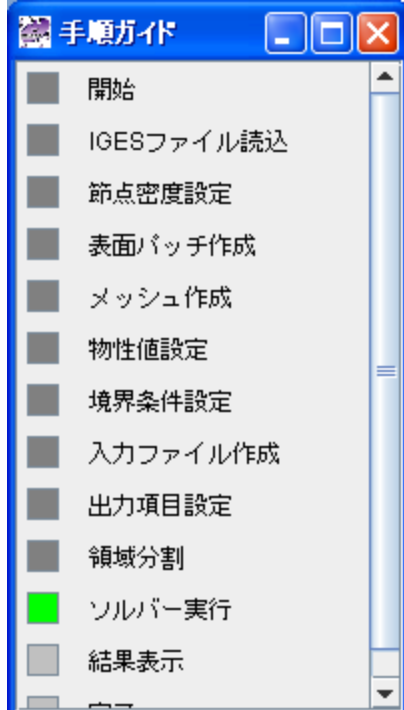 手順ガイド
開始
IGESファイル読込
節点密度設定
表面パッチ作成
メッシュ作成
物性値設定
境界条件設定
入力ファイル作成
出力項目設定
領域分割
ソルバー実行
結果表示